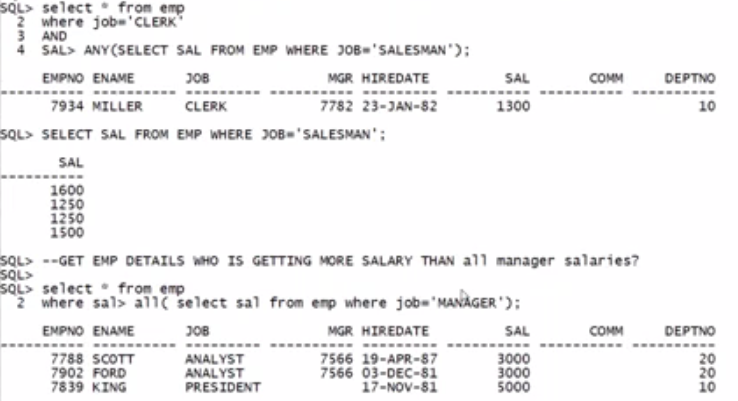 SQL> select * from emp
2 where job='CLERK'
3 AND
4 SAL> ANY(SELECT SAL FROM EMP WHERE JOB='SALESMAN');
EMPNO ENAME JOB MGR HIREDATE SAL COMM DEPTNO
---------- ---------- --------- ---------- --------- ---------- ---------- ----------
7934 MILLER CLERK 7782 23-JAN-82 1300 10
SQL> SELECT SAL FROM EMP WHERE JOB='SALESMAN';
SAL
----------
1600
1250
1250
1500
SQL> --GET EMP DETAILS WHO IS GETTING MORE SALARY THAN all manager salaries?
SQL>
SQL> select * from emp
2 where sal> all( select sal from emp where job='MANAGER');
EMPNO ENAME JOB MGR HIREDATE SAL COMM DEPTNO
---------- ---------- --------- ---------- --------- ---------- ---------- ----------
7788 SCOTT ANALYST 7566 19-APR-87 3000 20
7902 FORD ANALYST 7566 03-DEC-81 3000 20
7839 KING PRESIDENT 17-NOV-81 5000 10